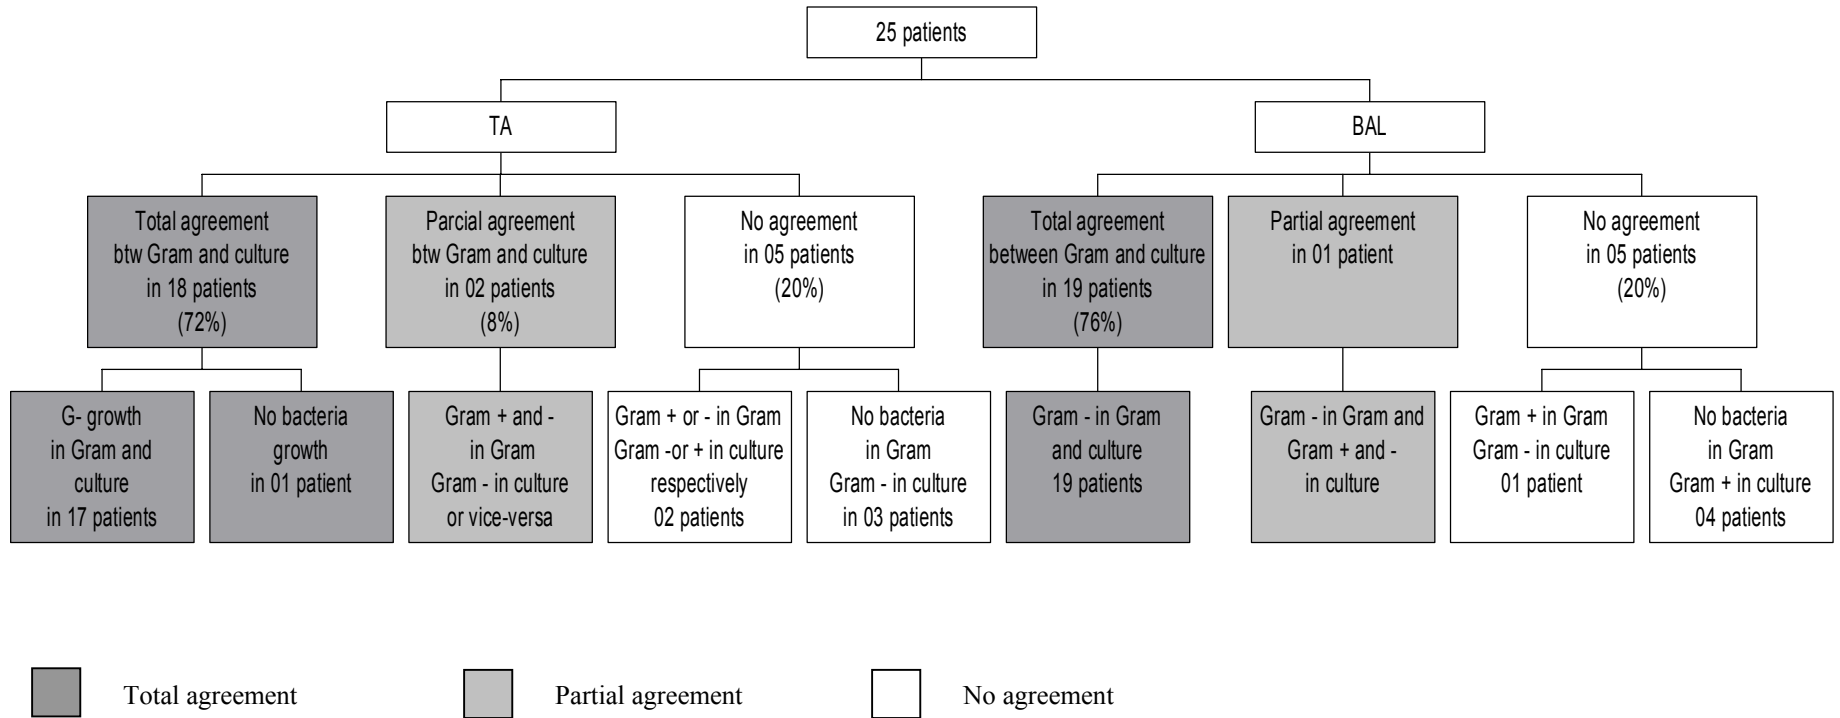 25 patients
TA
BAL
Total agreement
btw Gram and culture
in 18 patients
(72%)
Parcial agreement
btw Gram and culture
in 02 patients
(8%)
No agreement
in 05 patients
(20%)
Total agreement
between Gram and culture
in 19 patients
(76%)
Partial agreement
in 01 patient
No agreement
in 05 patients
(20%)
G- growth
in Gram and
culture
in 17 patients
No bacteria
growth
in 01 patient
Gram + and -
in Gram
Gram - in culture
or vice-versa
Gram + or - in Gram
Gram -or + in culture
respectively
02 patients
No bacteria
in Gram
Gram - in culture
in 03 patients
Gram - in Gram
and culture
19 patients
Gram - in Gram and
Gram + and -
in culture
Gram + in Gram
Gram - in culture
01 patient
No bacteria
in Gram
Gram + in culture
04 patients
Total agreement
Partial agreement
No agreement